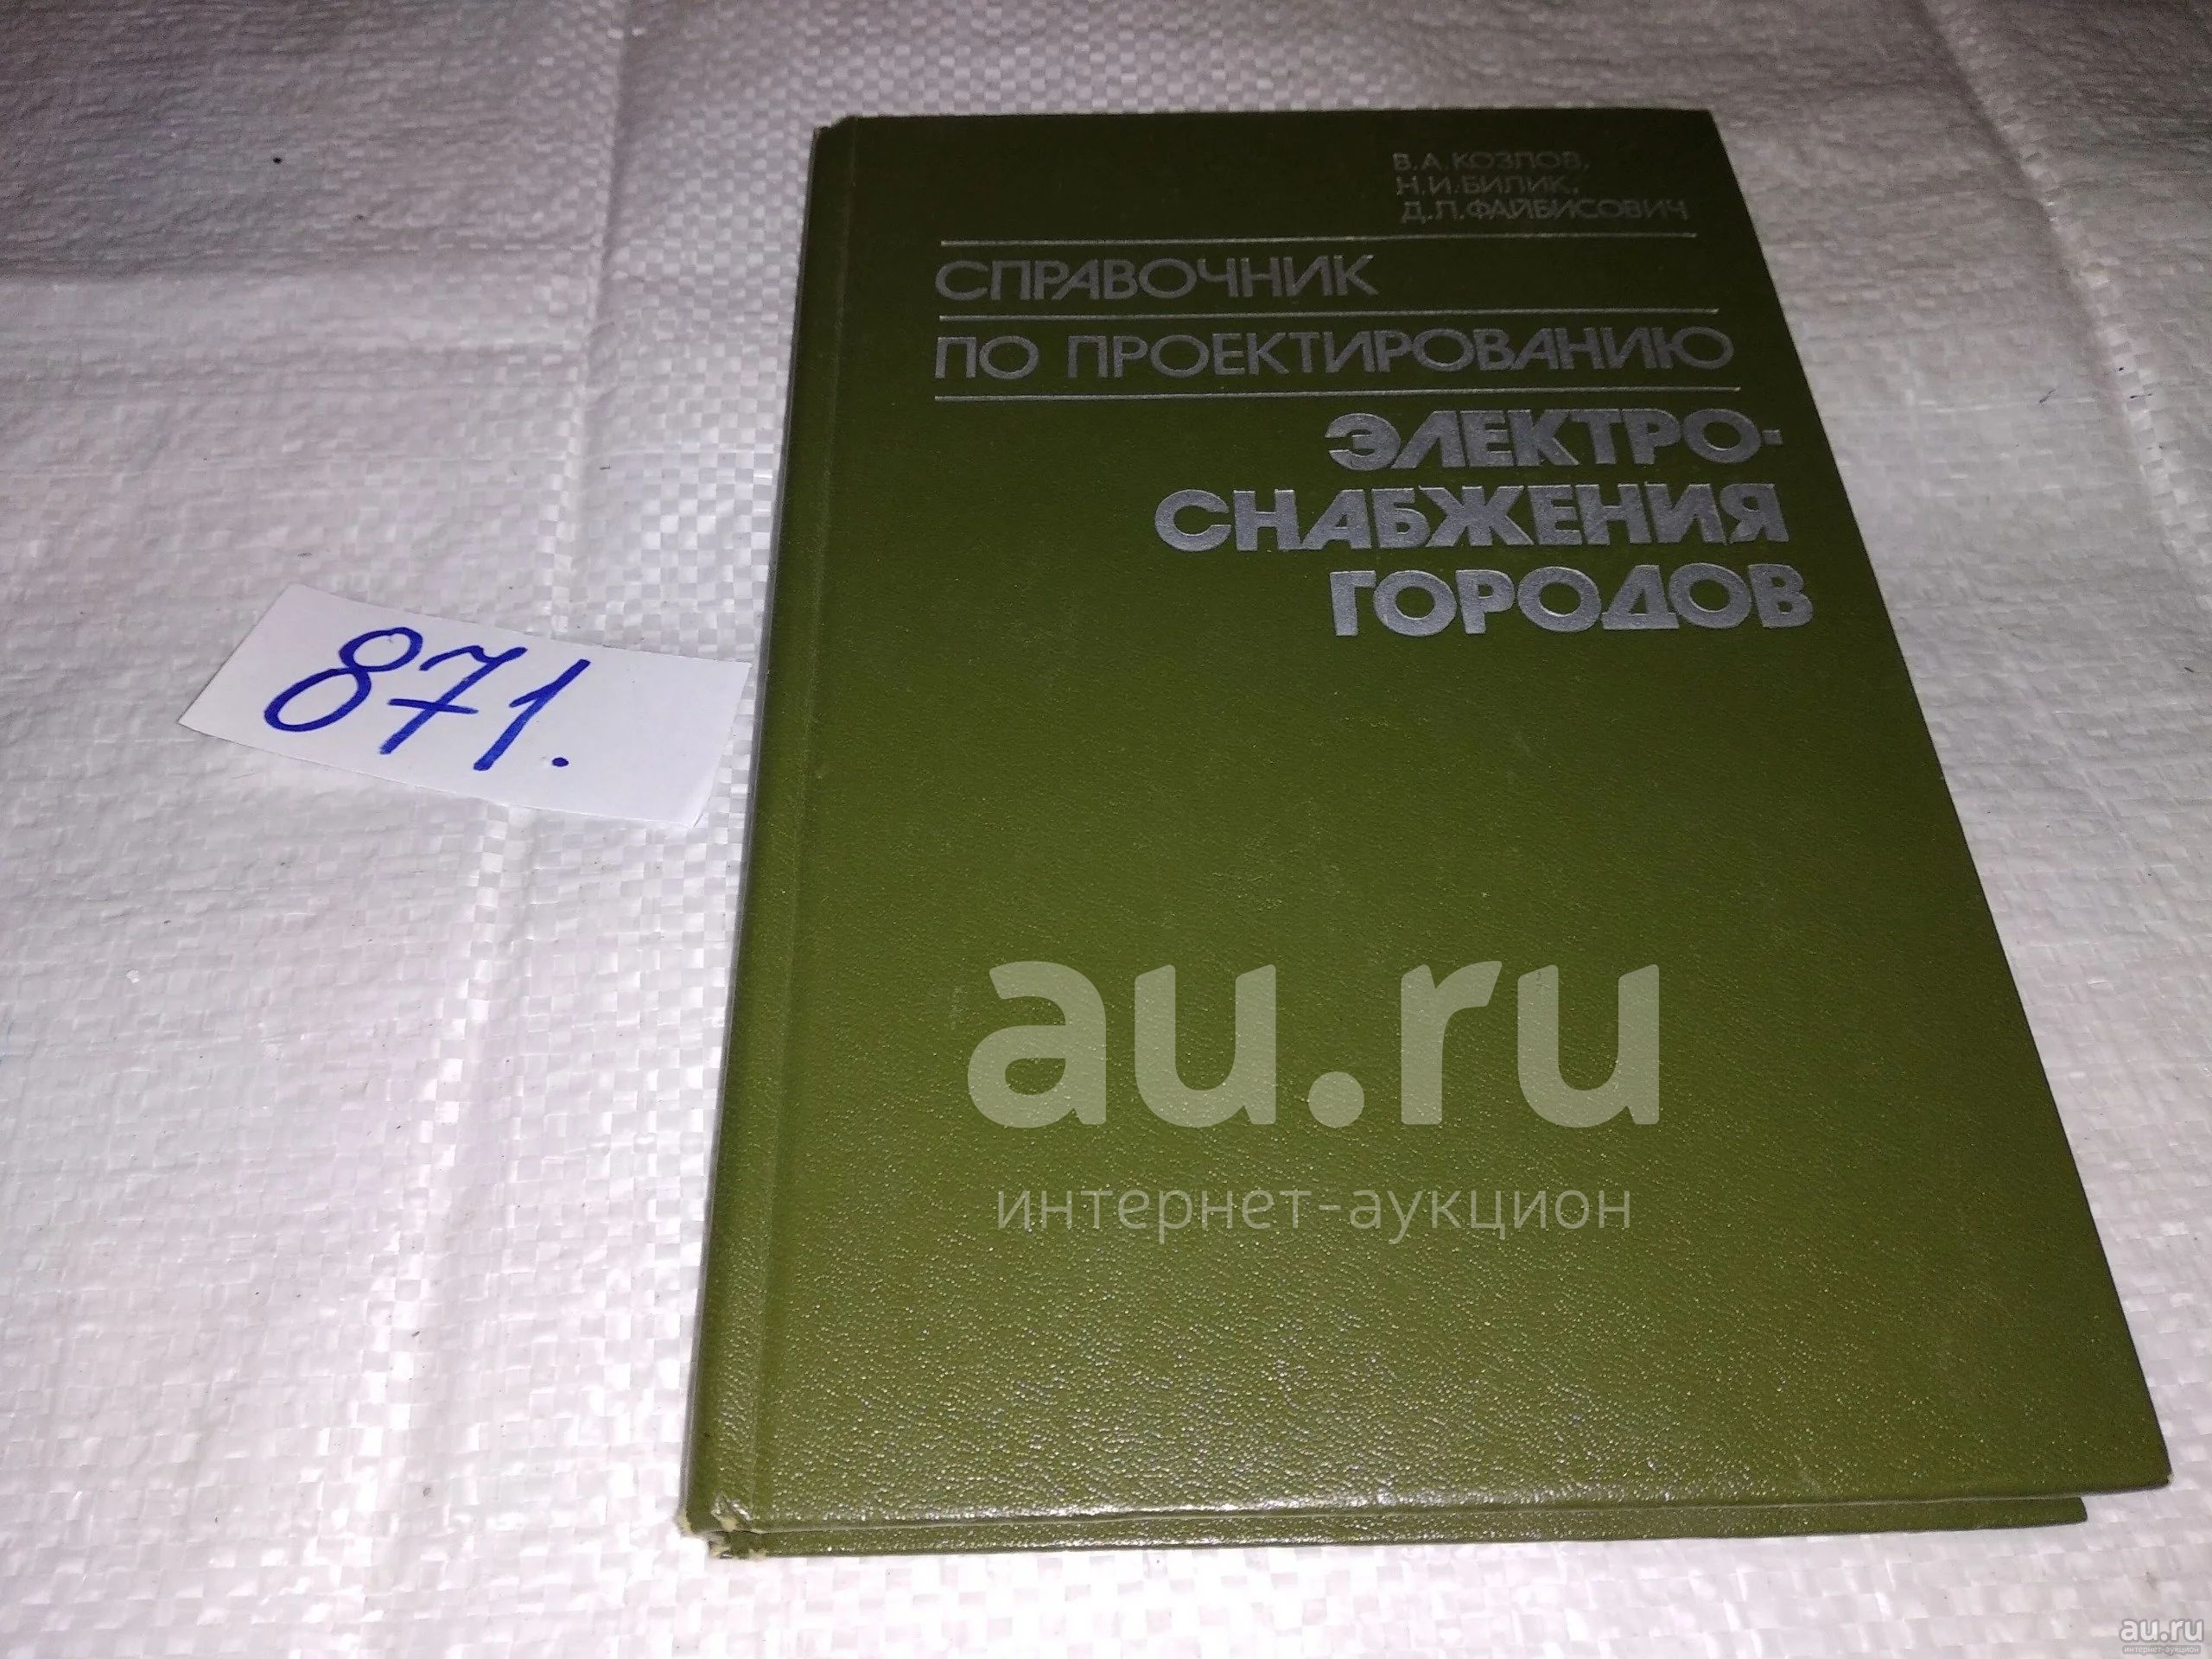 В.А.КОЗЛОВ,
Н.И.БИЛИК,
Д.Л.ФАЙБИСОВИЧ
СПРАВОЧНИК
ПО ПРОЕКТИРОВАНИЮ
ЭЛЕКТРО-
СНАБЖЕНИЯ
ГОРОДОВ
871.
au.ru
интернет-аукцион
au.ru
интернет-аукцион